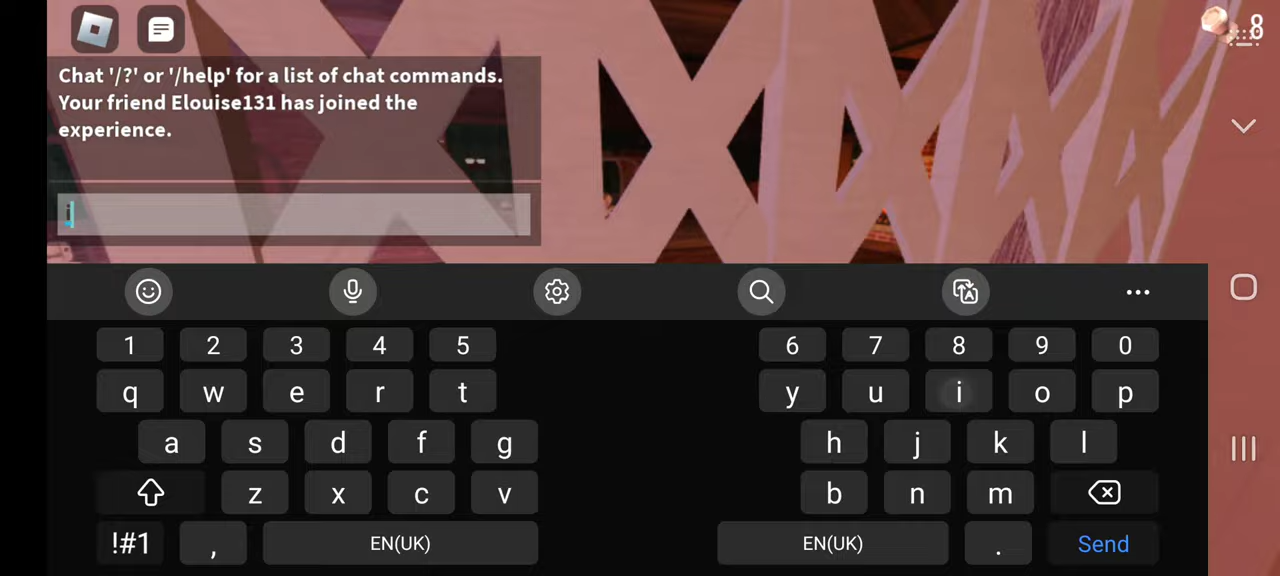 8
Chat '/?' or '/help' for a list of chat commands.
Your friend Elouise131 has joined the
experience.
i
1 2 3 4 5 6 7 8 9 0
q w e r t y u i o p
a s d f g h j k l
z x c v b n m
!#1 , EN(UK) EN(UK) . Send